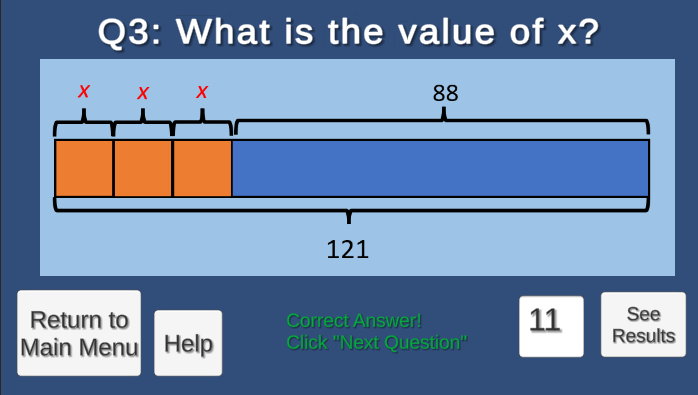 Q3: What is the value of x?
x x x 88
121
Return to
Main Menu
Help
Correct Answer!
Click "Next Question"
11
See
Results